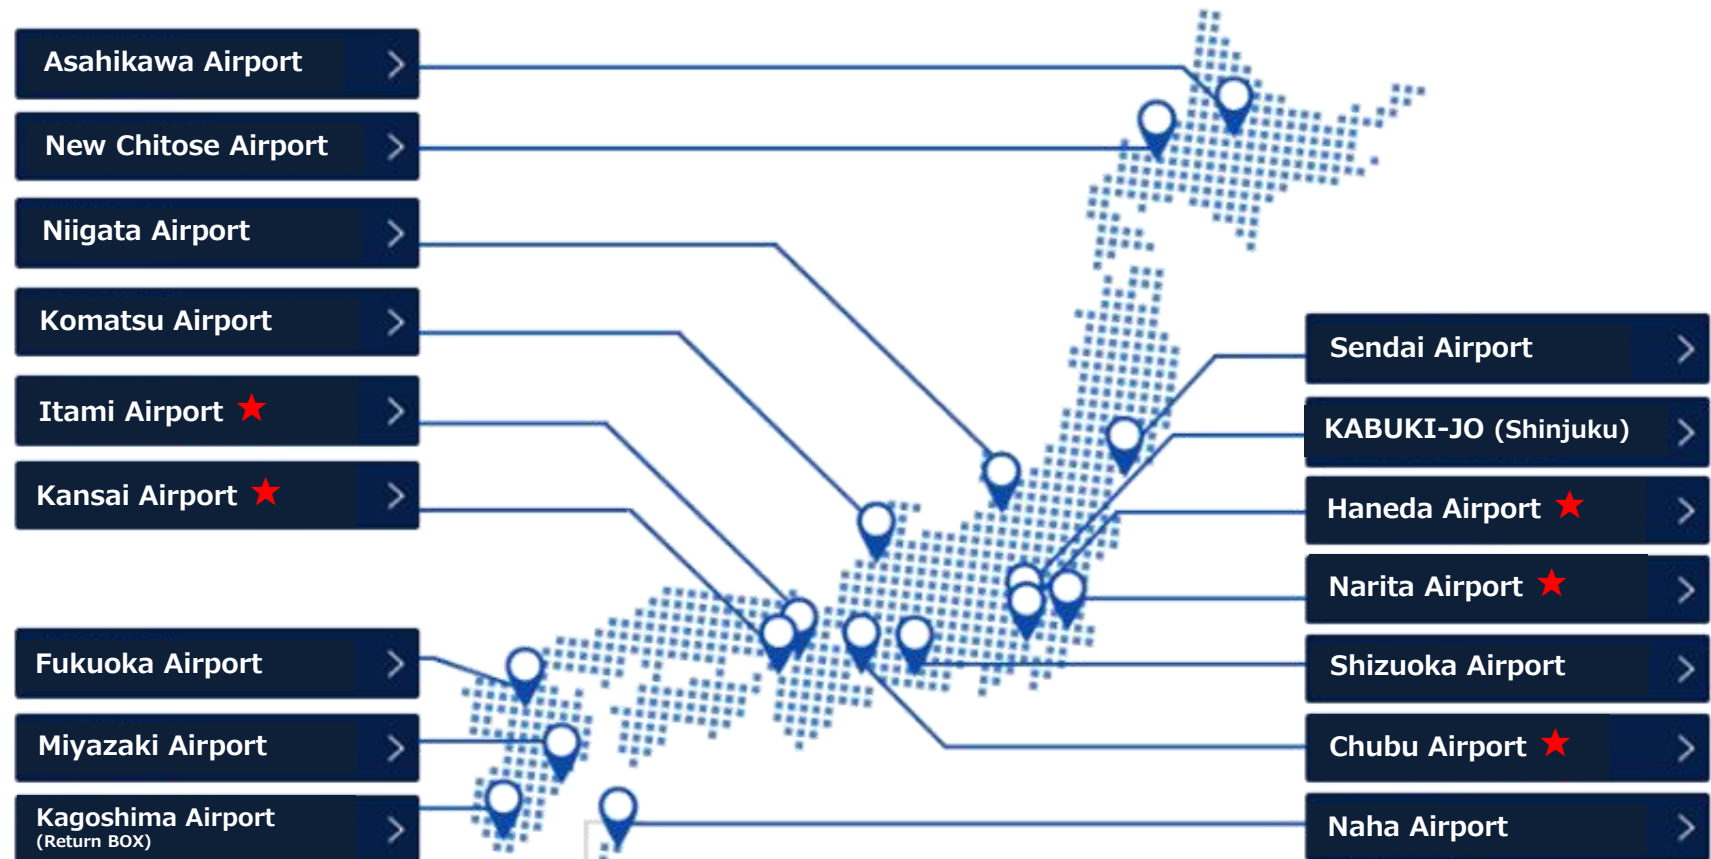 Asahikawa Airport
New Chitose Airport
Niigata Airport
Komatsu Airport
Itami Airport ★
Kansai Airport ★
Fukuoka Airport
Miyazaki Airport
Kagoshima Airport
(Return BOX)
Sendai Airport
KABUKI-JO (Shinjuku)
Haneda Airport ★
Narita Airport ★
Shizuoka Airport
Chubu Airport ★
Naha Airport